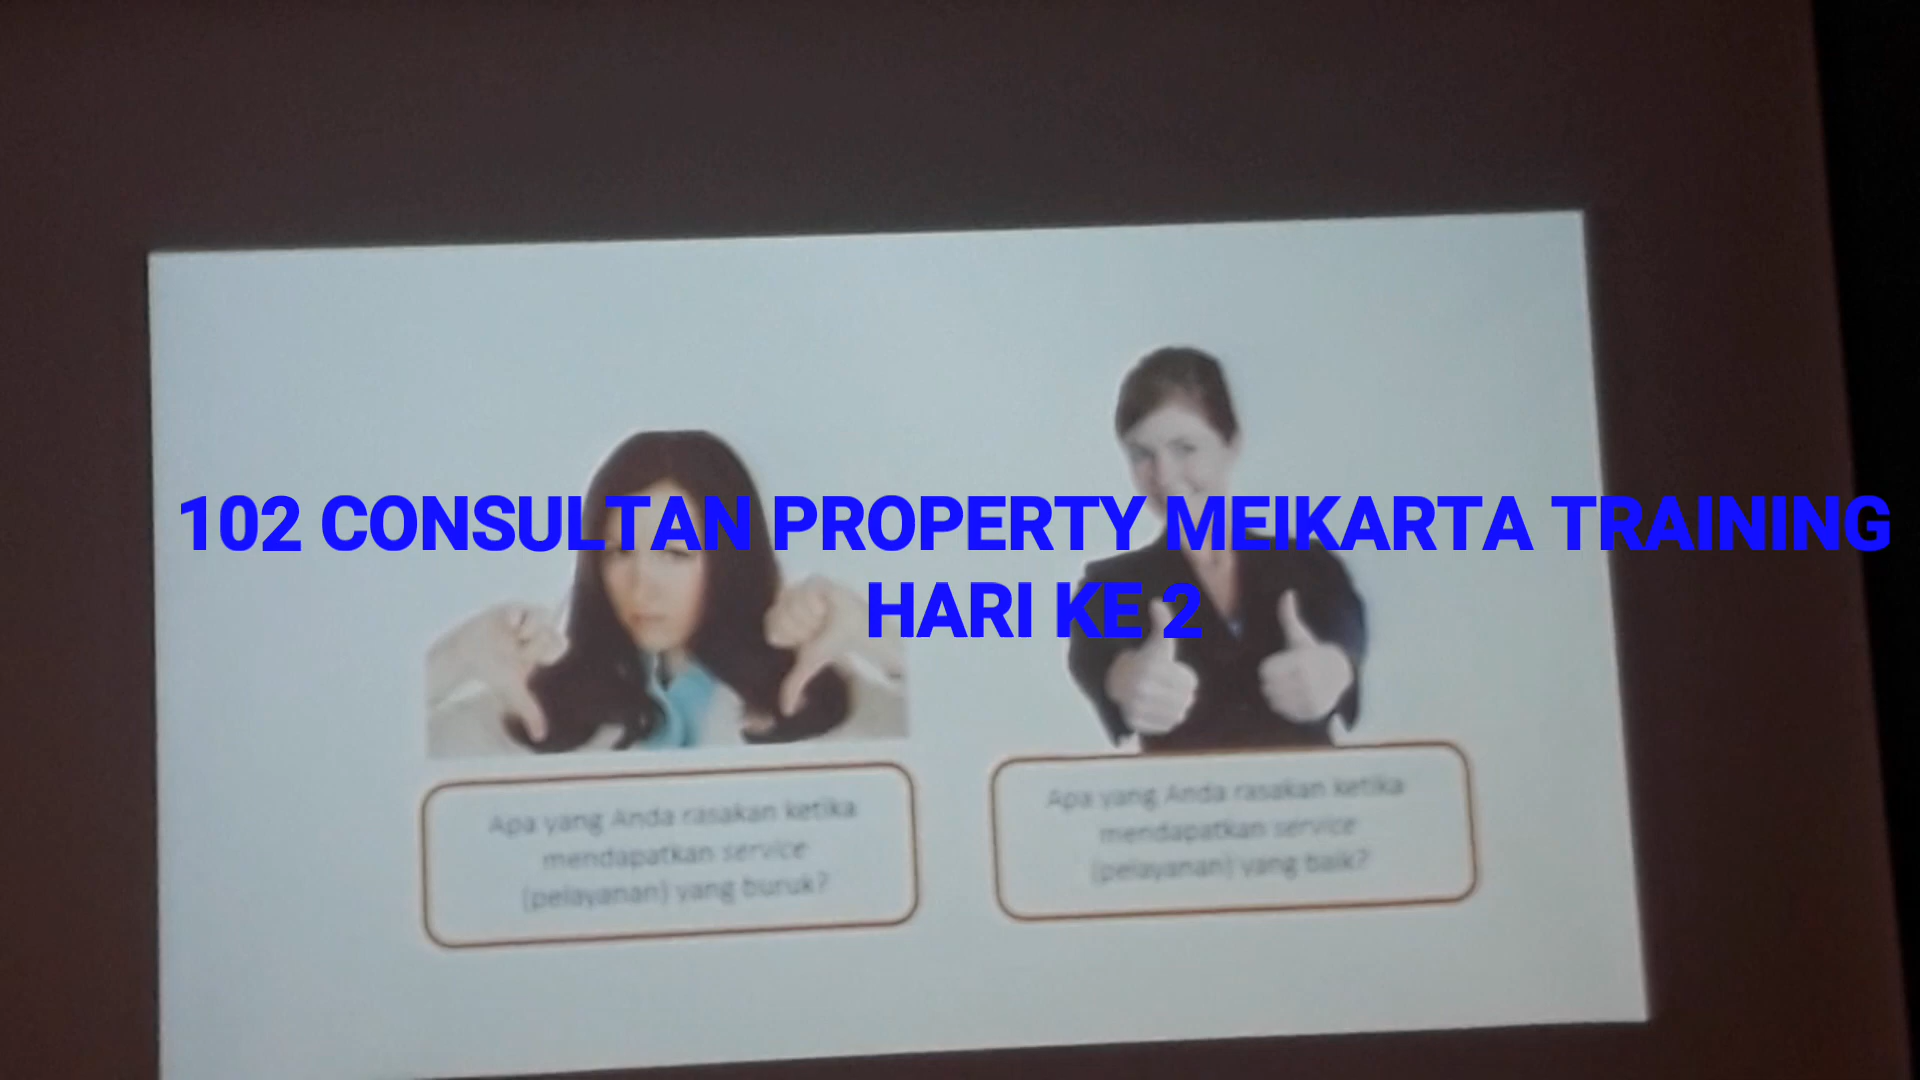 102 CONSULTAN PROPERTY MEIKARTA TRAINING
HARI KE 2
Apa yang Anda rasakan ketika
mendapatkan service
(pelayanan) yang buruk?
Apa yang Anda rasakan ketika
mendapatkan service
(pelayanan) yang baik?